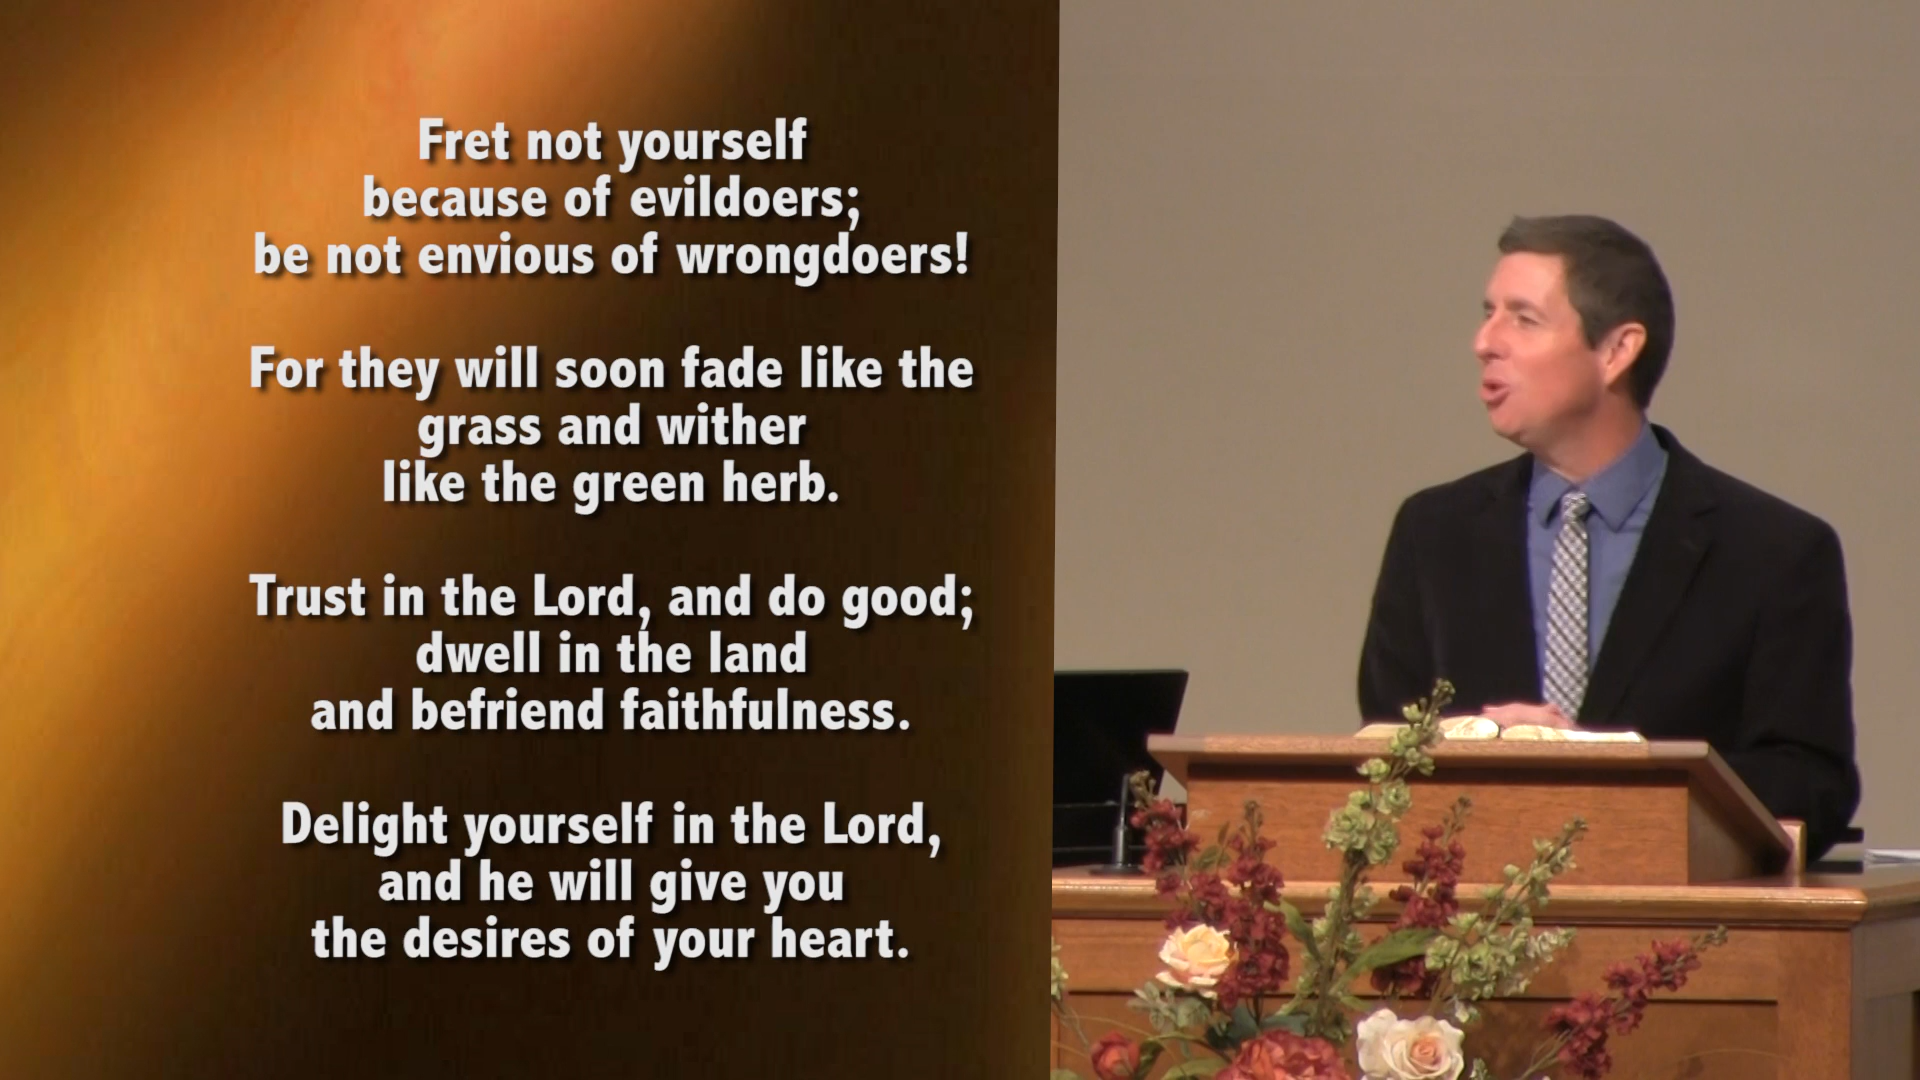 Fret not yourself
because of evildoers;
be not envious of wrongdoers!
For they will soon fade like the
grass and wither
like the green herb.
Trust in the Lord, and do good;
dwell in the land
and befriend faithfulness.
Delight yourself in the Lord,
and he will give you
the desires of your heart.